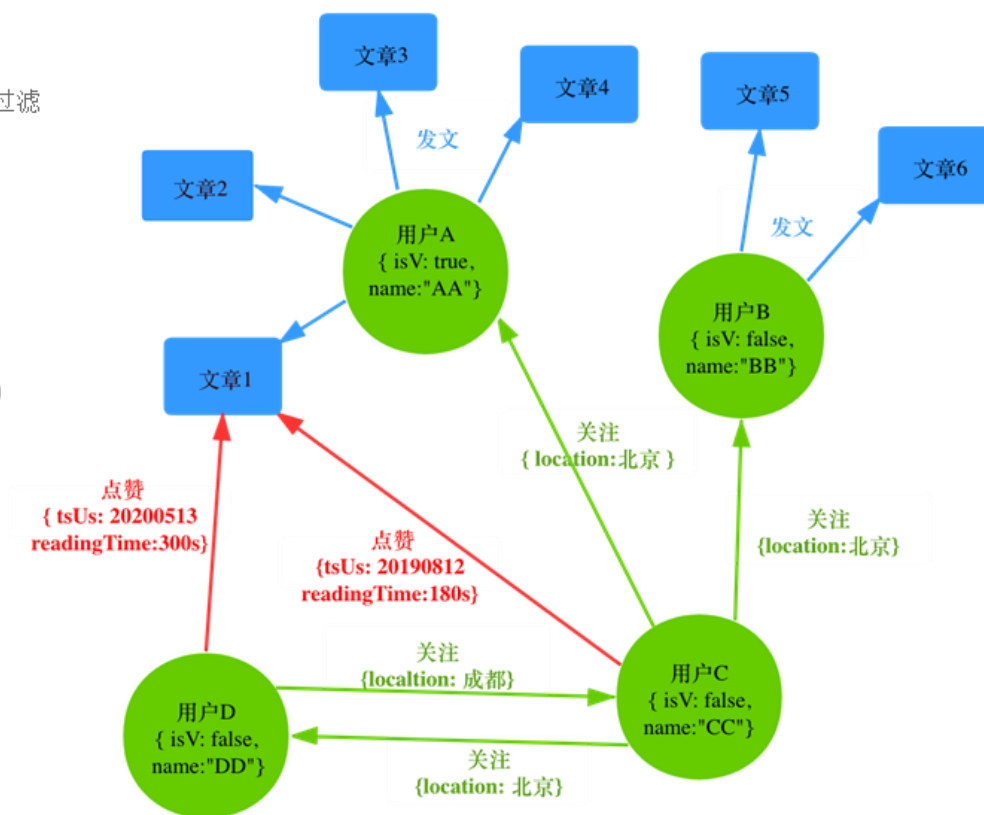 文章3
文章4
文章5
过滤
发文
文章2
文章6
用户A
{ isV: true,
name:"AA"}
发文
用户B
{ isV: false,
name:"BB"}
文章1
)
关注
{ location:北京 }
点赞
{ tsUs: 20200513
readingTime:300s}
关注
{location:北京}
点赞
{tsUs: 20190812
readingTime:180s}
关注
{localtion: 成都}
用户C
{ isV: false,
name:"CC"}
用户D
{ isV: false,
name:"DD"}
关注
{location: 北京}